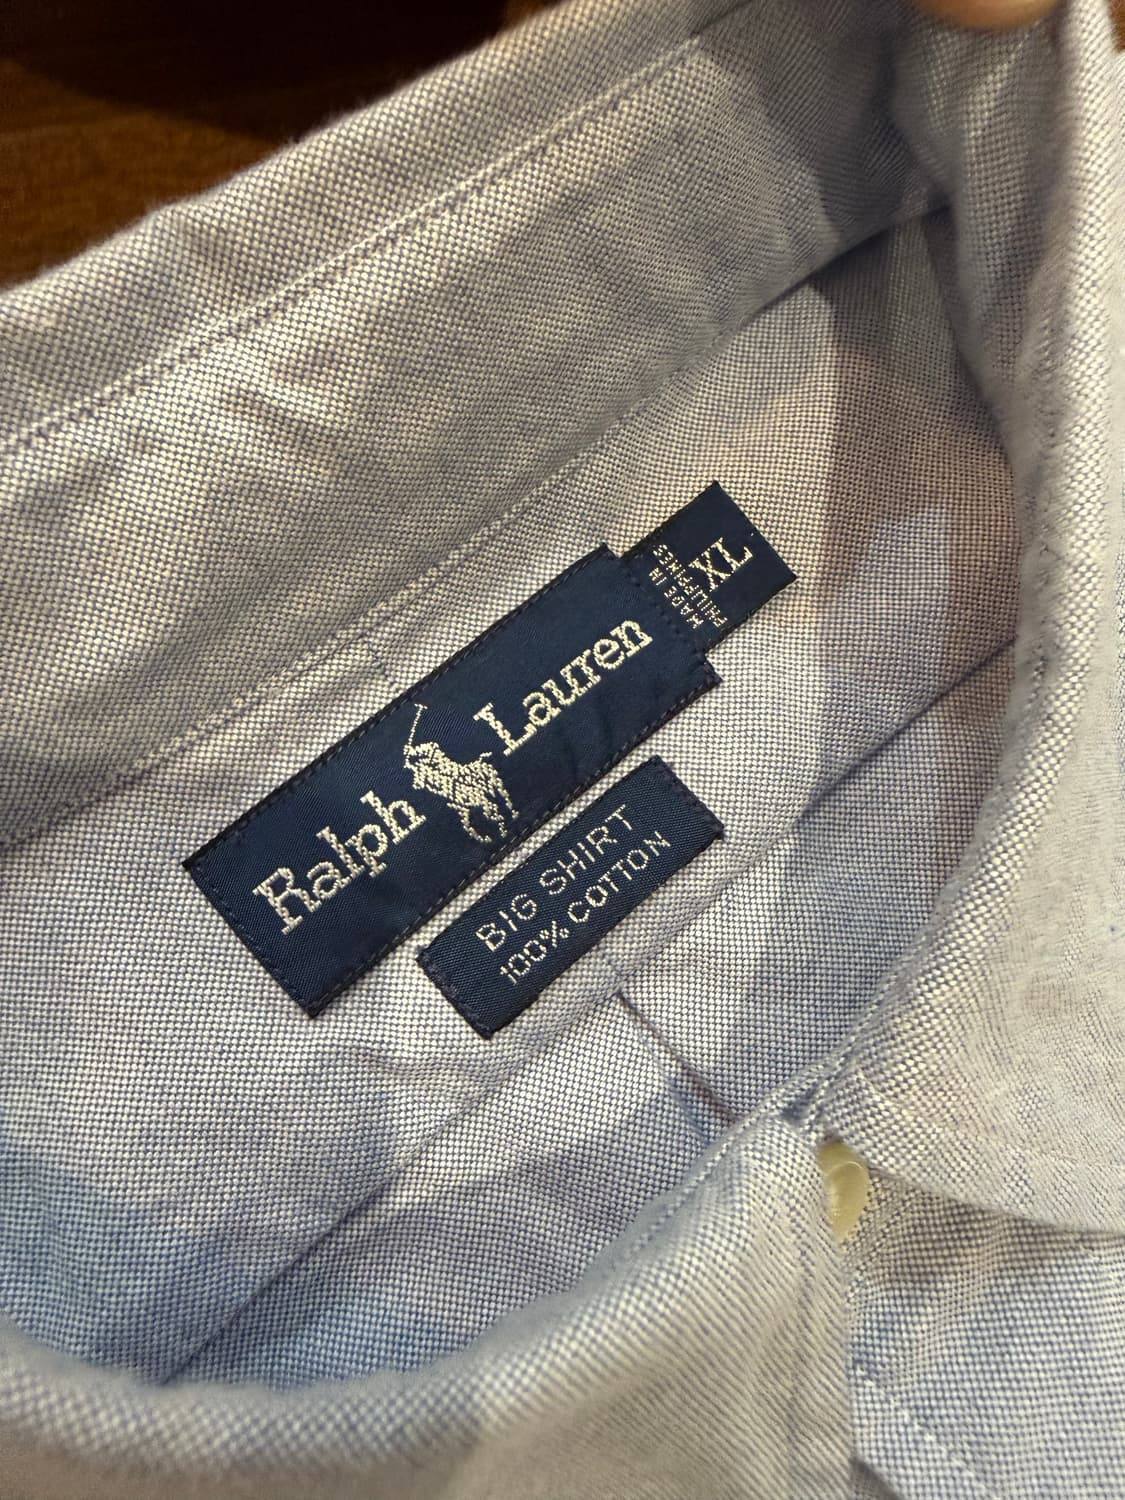 Ralph Lauren
XL
MADE IN
PHILIPPINES
BIG SHIRT
100% COTTON